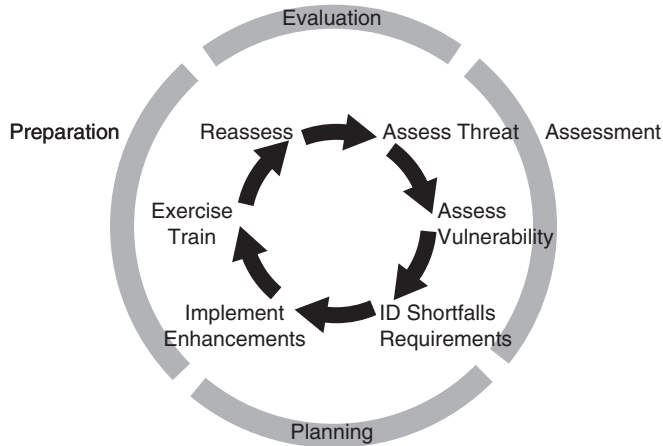 Evaluation
Preparation
Reassess
Assess Threat
Assessment
Exercise
Train
Assess
Vulnerability
Implement
Enhancements
ID Shortfalls
Requirements
Planning